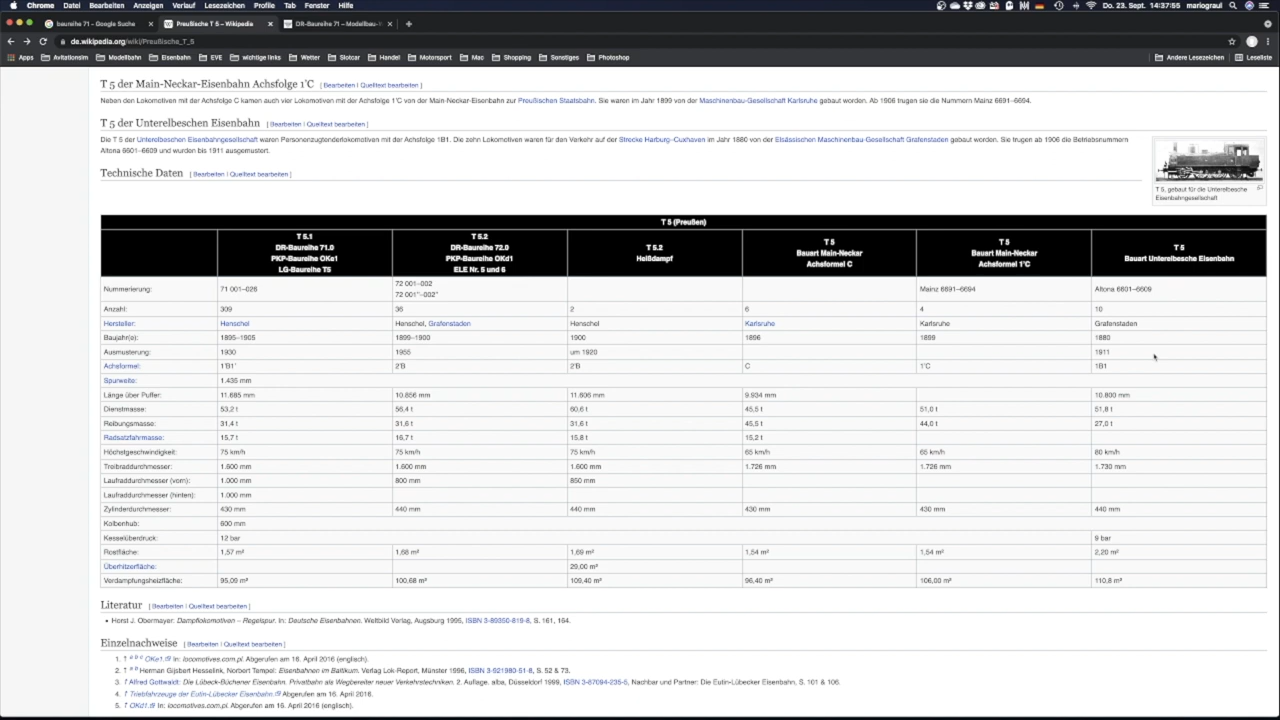 Chrome Datei Bearbeiten Anzeigen Verlauf Lesezeichen Profile Tab Fenster Hilfe Do. 23. Sept. 14:37:55 mariograul
baureihe 71 - Google Suche Preußische T 5 – Wikipedia DR-Baureihe 71 – Modellbau-
de.wikipedia.org/wiki/Preußische_T_5
Apps Avitationsim Modellbahn Eisenbahn EVE wichtige links Wetter Slotcar Handel Motorsport Mac Shopping Sonstiges Photoshop Andere Lesezeichen Leseliste
T 5 der Main-Neckar-Eisenbahn Achsfolge 1'C [ Bearbeiten | Quelltext bearbeiten ]
Neben den Lokomotiven mit der Achsfolge C kamen auch vier Lokomotiven mit der Achsfolge 1'C von der Main-Neckar-Eisenbahn zur Preußischen Staatsbahn. Sie waren im Jahr 1899 von der Maschinenbau-Gesellschaft Karlsruhe gebaut worden. Ab 1906 trugen sie die Nummern Mainz 6691–6694.
T 5 der Unterelbeschen Eisenbahn [ Bearbeiten | Quelltext bearbeiten ]
Die T 5 der Unterelbeschen Eisenbahngesellschaft waren Personenzugtenderlokomotiven mit der Achsfolge 1B1. Die zehn Lokomotiven waren für den Verkehr auf der Strecke Harburg–Cuxhaven im Jahr 1880 von der Elsässischen Maschinenbau-Gesellschaft Grafenstaden gebaut worden. Sie trugen ab 1906 die Betriebsnummern
Altona 6601–6609 und wurden bis 1911 ausgemustert.
T 5, gebaut für die Unterelbesche
Eisenbahngesellschaft
Technische Daten [ Bearbeiten | Quelltext bearbeiten ]
T 5 (Preußen)
T 5.1
DR-Baureihe 71.0
PKP-Baureihe OKe1
LG-Baureihe T5
T 5.2
DR-Baureihe 72.0
PKP-Baureihe OKd1
ELE Nr. 5 und 6
T 5.2
Heißdampf
T 5
Bauart Main-Neckar
Achsformel C
T 5
Bauart Main-Neckar
Achsformel 1'C
T 5
Bauart Unterelbesche Eisenbahn
Nummerierung: 71 001–026 72 001–002 Mainz 6691–6694 Altona 6601–6609
72 001"–002"
Anzahl: 309 36 2 6 4 10
Hersteller: Henschel Henschel, Grafenstaden Henschel Karlsruhe Karlsruhe Grafenstaden
Baujahr(e): 1895–1905 1899–1900 1900 1896 1899 1880
Ausmusterung: 1930 1955 um 1920 1911
Achsformel: 1'B1' 2'B 2'B C 1'C 1B1
Spurweite: 1.435 mm
Länge über Puffer: 11.685 mm 10.856 mm 11.606 mm 9.934 mm 10.800 mm
Dienstmasse: 53,2 t 56,4 t 60,6 t 45,5 t 51,0 t 51,8 t
Reibungsmasse: 31,4 t 31,6 t 31,6 t 45,5 t 44,0 t 27,0 t
Radsatzfahrmasse: 15,7 t 16,7 t 15.8 t 15,2 t
Höchstgeschwindigkeit: 75 km/h 75 km/h 75 km/h 65 km/h 65 km/h 80 km/h
Treibraddurchmesser: 1.600 mm 1.600 mm 1.600 mm 1.726 mm 1.726 mm 1.730 mm
Laufraddurchmesser (vorn): 1.000 mm 800 mm 850 mm
Laufraddurchmesser (hinten): 1.000 mm
Zylinderdurchmesser: 430 mm 440 mm 440 mm 430 mm 430 mm 440 mm
Kolbenhub: 600 mm
Kesselüberdruck: 12 bar 9 bar
Rostfläche: 1,57 m² 1,68 m² 1,69 m² 1,54 m² 1,54 m² 2,20 m²
Überhitzerfläche: 29,00 m²
Verdampfungsheizfläche: 95,09 m² 100,68 m² 109,40 m² 96,40 m² 106,00 m² 110,8 m²
Literatur [ Bearbeiten | Quelltext bearbeiten ]
• Horst J. Obermayer: Dampflokomotiven – Regelspur. In: Deutsche Eisenbahnen. Weltbild Verlag, Augsburg 1995, ISBN 3-89350-819-8, S. 161, 164.
Einzelnachweise [ Bearbeiten | Quelltext bearbeiten ]
1. ↑ a b c OKe1. In: locomotives.com.pl. Abgerufen am 16. April 2016 (englisch).
2. ↑ a b Herman Gijsbert Hesselink, Norbert Tempel: Eisenbahnen im Baltikum. Verlag Lok-Report, Münster 1996, ISBN 3-921980-51-8, S. 52 & 73.
3. ↑ Alfred Gottwaldt: Die Lübeck-Büchener Eisenbahn. Privatbahn als Wegbereiter neuer Verkehrstechniken. 2. Auflage. alba, Düsseldorf 1999, ISBN 3-87094-235-5, Nachbar und Partner: Die Eutin-Lübecker Eisenbahn, S. 101 & 106.
4. ↑ Triebfahrzeuge der Eutin-Lübecker Eisenbahn. Abgerufen am 16. April 2016.
5. ↑ OKd1. In: locomotives.com.pl. Abgerufen am 16. April 2016 (englisch).